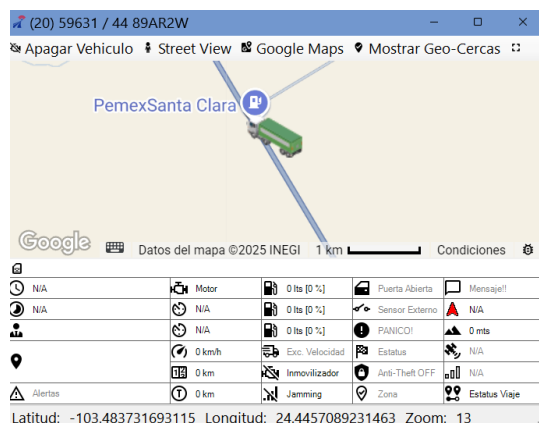 (20) 59631 / 44 89AR2W
Apagar Vehiculo Street View Google Maps Mostrar Geo-Cercas
PemexSanta Clara
Google Datos del mapa ©2025 INEGI 1 km Condiciones
N/A Motor 0 lts [0 %] Puerta Abierta Mensaje!!
N/A N/A 0 lts [0 %] Sensor Externo N/A
N/A 0 lts [0 %] PANICO! 0 mts
0 km/h Exc. Velocidad Estatus N/A
0 km Inmovilizador Anti-Theft OFF N/A
Alertas 0 km Jamming Zona Estatus Viaje
Latitud: -103.483731693115 Longitud: 24.4457089231463 Zoom: 13